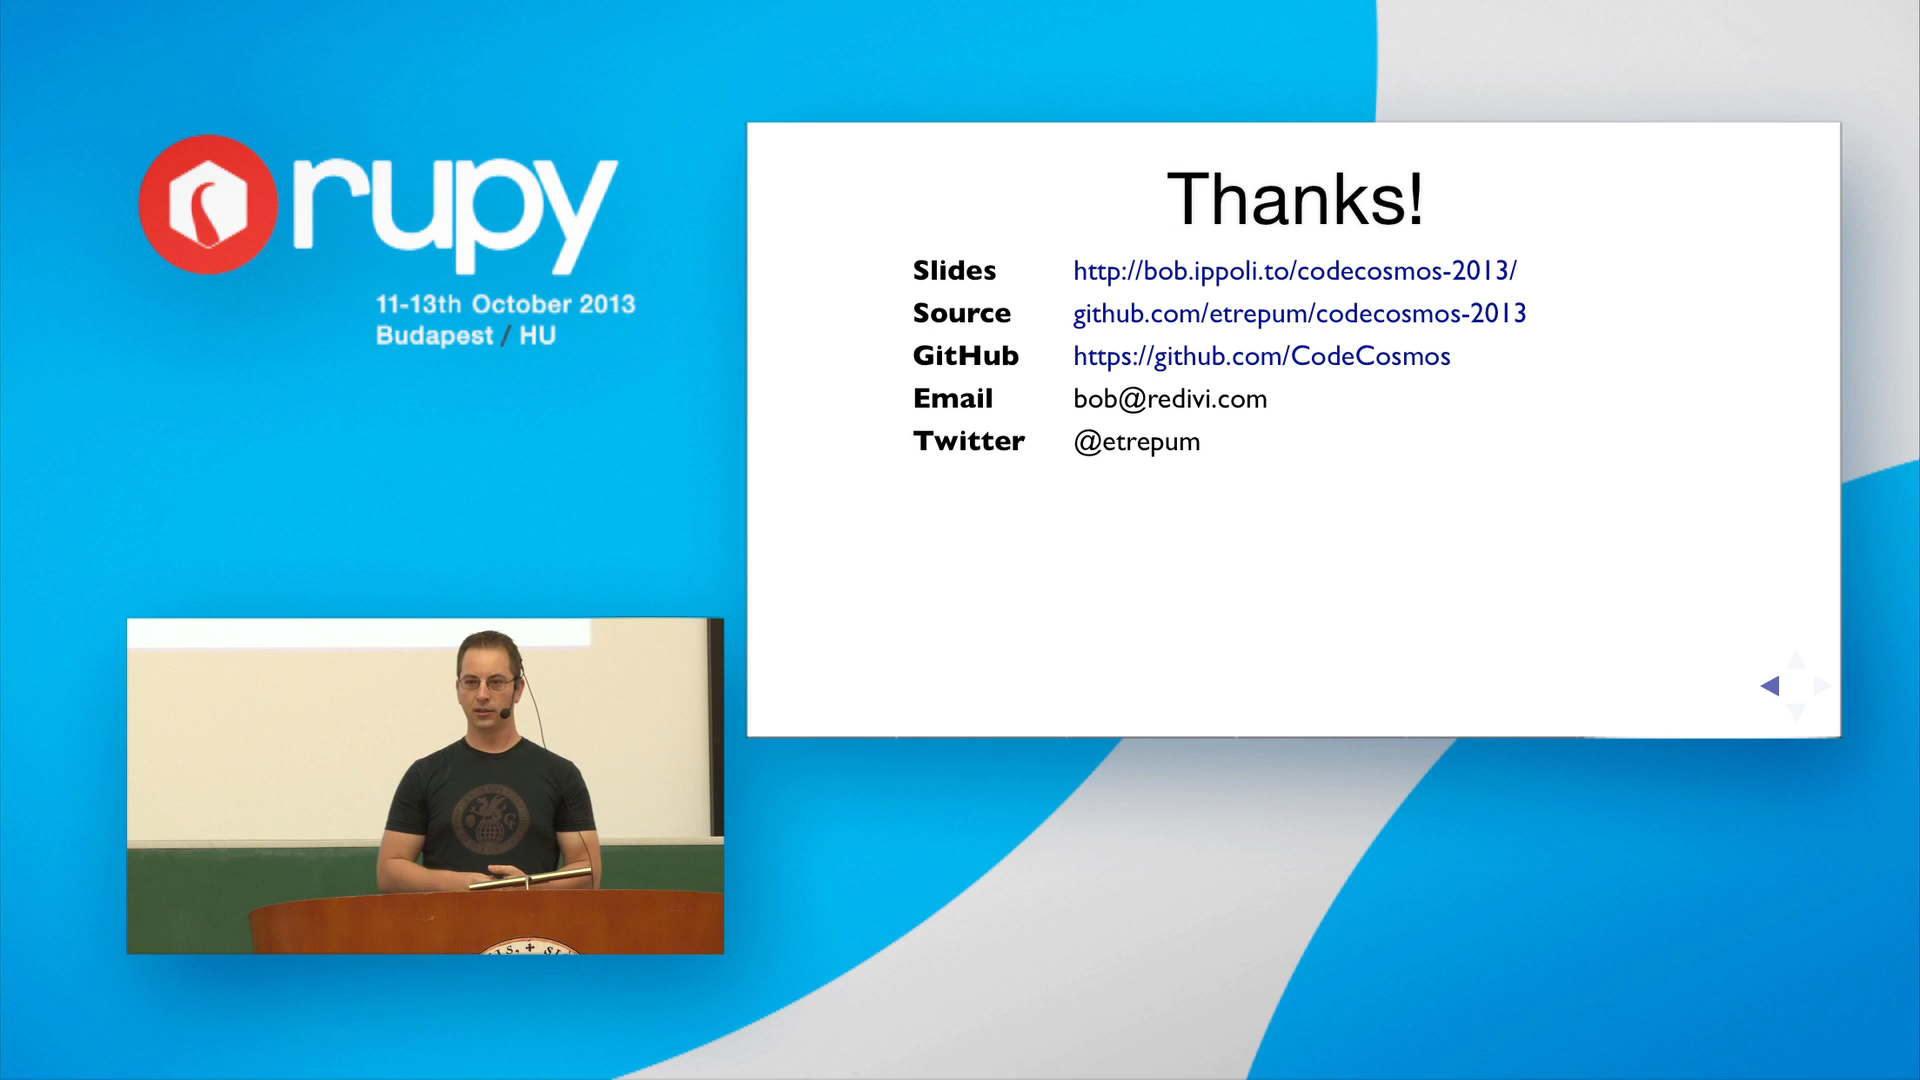 rupy
11-13th October 2013
Budapest / HU
Thanks!
Slides http://bob.ippoli.to/codecosmos-2013/
Source github.com/etrepum/codecosmos-2013
GitHub https://github.com/CodeCosmos
Email bob@redivi.com
Twitter @etrepum